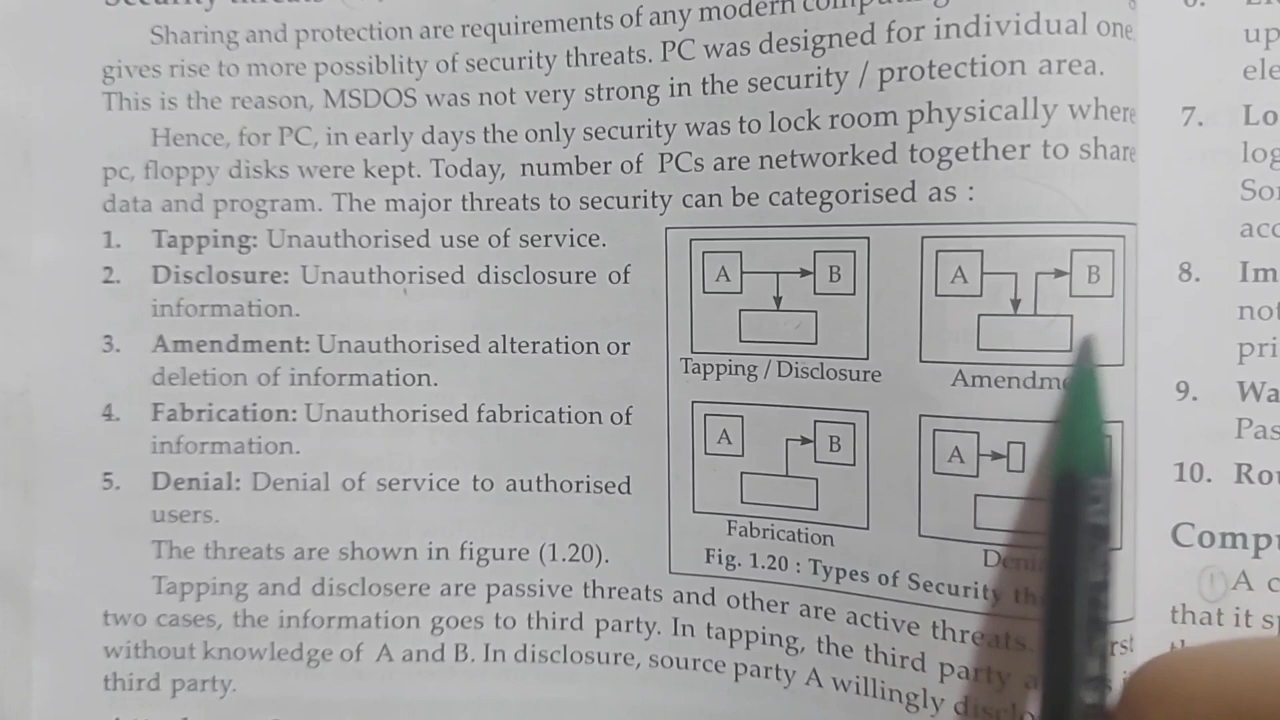 Sharing and protection are requirements of any modern
gives rise to more possiblity of security threats. PC was designed for individual one
This is the reason, MSDOS was not very strong in the security / protection area.
Hence, for PC, in early days the only security was to lock room physically where
pc, floppy disks were kept. Today, number of PCs are networked together to share
data and program. The major threats to security can be categorised as :
1. Tapping: Unauthorised use of service.
2. Disclosure: Unauthorised disclosure of
information.
3. Amendment: Unauthorised alteration or
deletion of information.
4. Fabrication: Unauthorised fabrication of
information.
5. Denial: Denial of service to authorised
users.
The threats are shown in figure (1.20).
A B
Tapping / Disclosure
A B
A B
Fabrication
A
Fig. 1.20 : Types of Security
Tapping and disclosere are passive threats and other are active threats.
two cases, the information goes to third party. In tapping, the third party
without knowledge of A and B. In disclosure, source party A willingly
third party.
up
7. Lo
8. Im
9. Wa
Pas
10.
A
that it